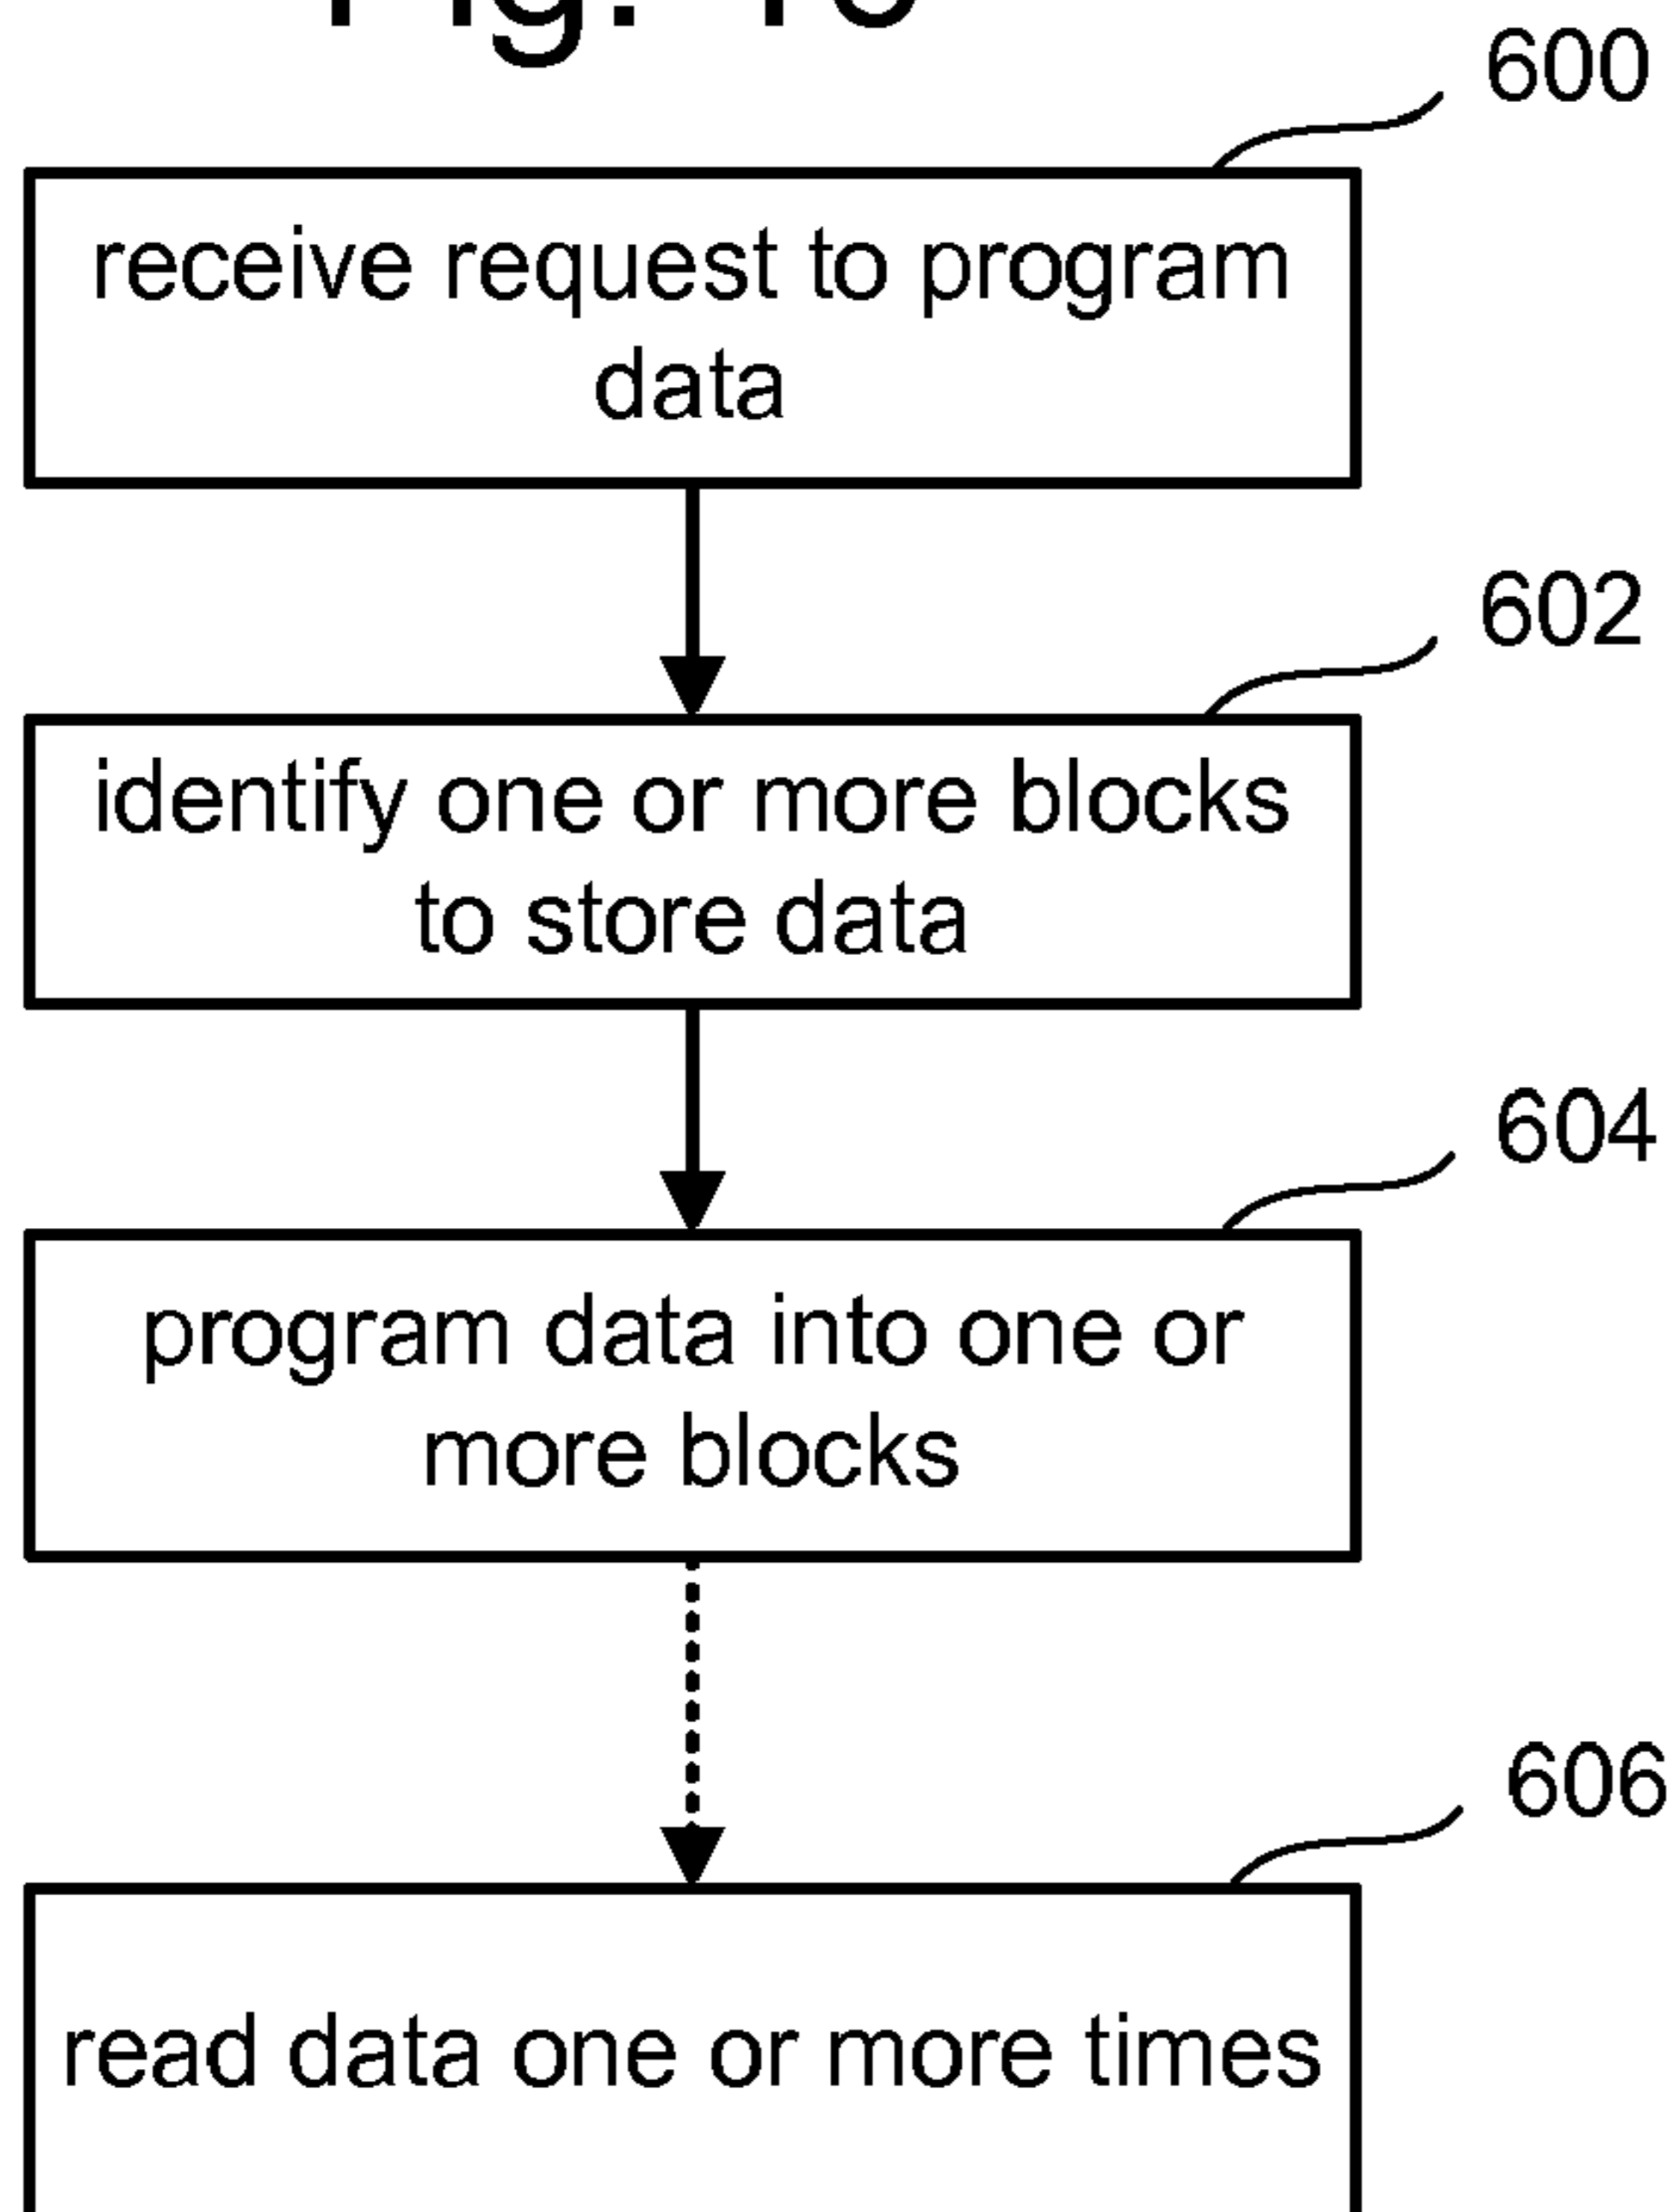 600
receive request to program
data
602
identify one or more blocks
to store data
604
program data into one or
more blocks
606
read data one or more times